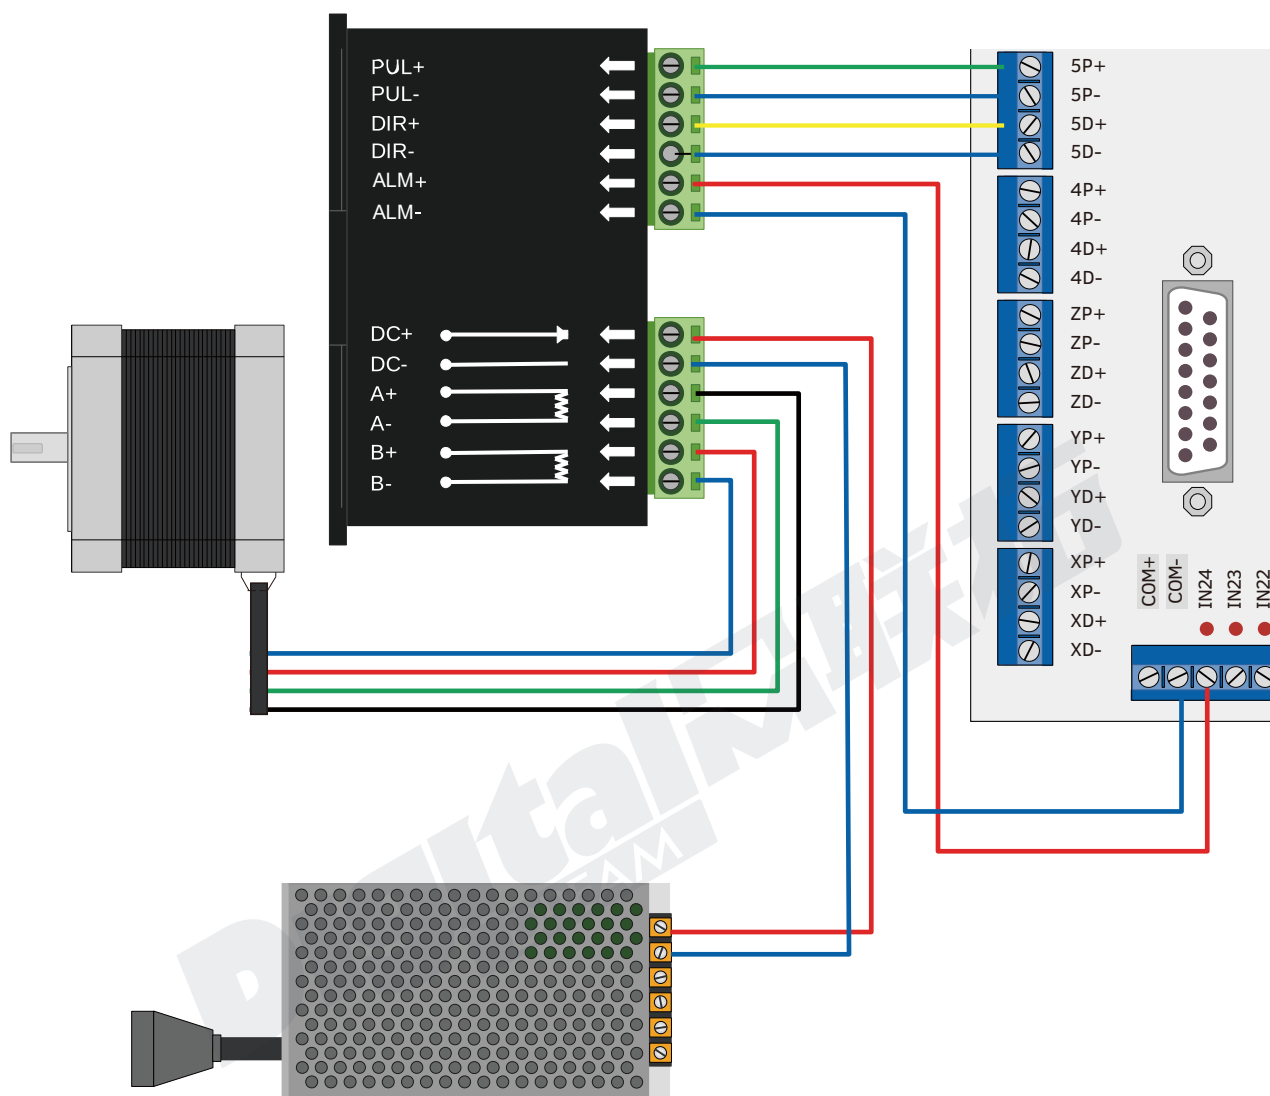 PUL+
PUL-
DIR+
DIR-
ALM+
ALM-
DC+
DC-
A+
A-
B+
B-
5P+
5P-
5D+
5D-
4P+
4P-
4D+
4D-
ZP+
ZP-
ZD+
ZD-
YP+
YP-
YD+
YD-
XP+
XP-
XD+
XD-
COM+
COM-
IN24
IN23
IN22
Digital